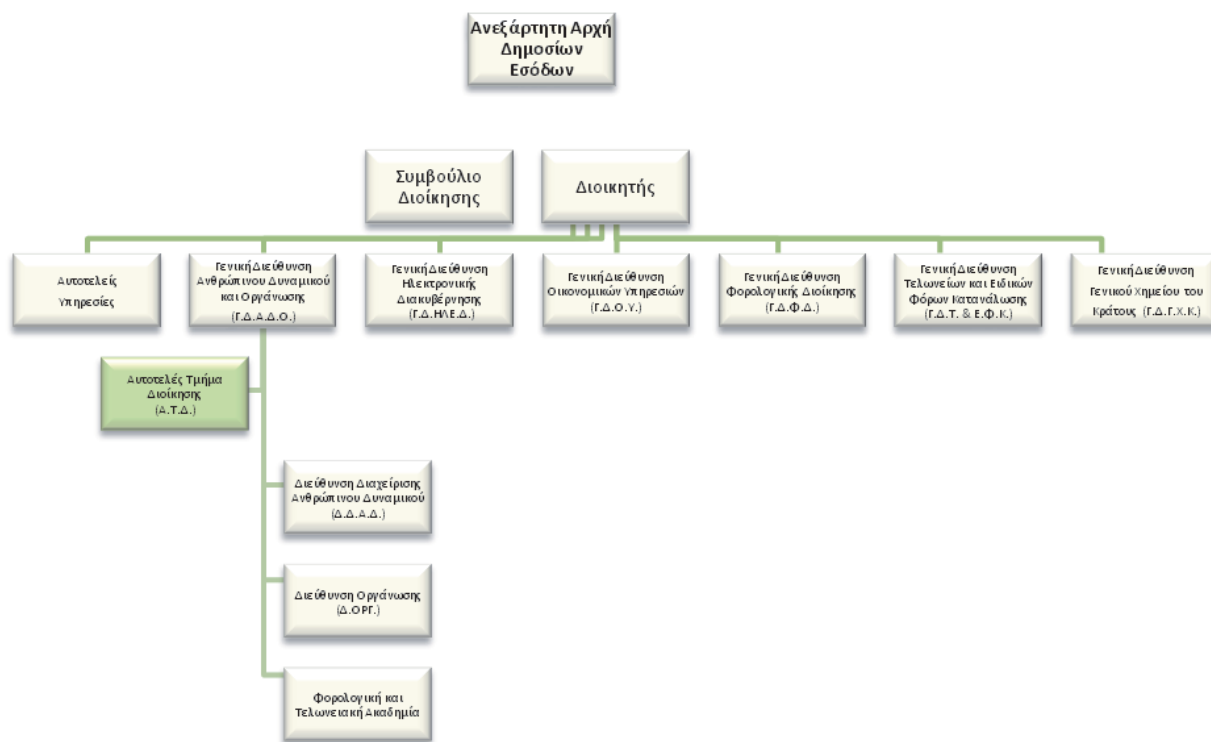 Ανεξάρτητη Αρχή
Δημοσίων
Εσόδων
Συμβούλιο
Διοίκησης
Διοικητής
Αυτοτελείς
Υπηρεσίες
Γενική Διεύθυνση
Ανθρώπινου Δυναμικού
και Οργάνωσης
(Γ.Δ.Α.Δ.Ο.)
Γενική Διεύθυνση
Ηλεκτρονικής
Διακυβέρνησης
(Γ.Δ.ΗΛΕ.Δ.)
Γενική Διεύθυνση
Οικονομικών Υπηρεσιών
(Γ.Δ.Ο.Υ.)
Γενική Διεύθυνση
Φορολογικής Διοίκησης
(Γ.Δ.Φ.Δ.)
Γενική Διεύθυνση
Τελωνείων και Ειδικών
Φόρων Κατανάλωσης
(Γ.Δ.Τ. & Ε.Φ.Κ.)
Γενική Διεύθυνση
Γενικού Χημείου του
Κράτους (Γ.Δ.Γ.Χ.Κ.)
Αυτοτελές Τμήμα
Διοίκησης
(Α.Τ.Δ.)
Διεύθυνση Διαχείρισης
Ανθρώπινου Δυναμικού
(Δ.Δ.Α.Δ.)
Διεύθυνση Οργάνωσης
(Δ.ΟΡΓ.)
Φορολογική και
Τελωνειακή Ακαδημία